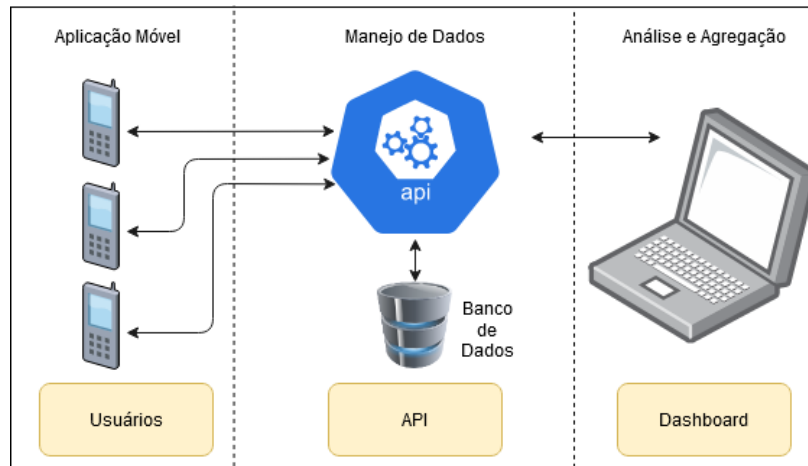 Aplicação Móvel
Manejo de Dados
Análise e Agregação
api
Banco
de
Dados
Usuários
API
Dashboard